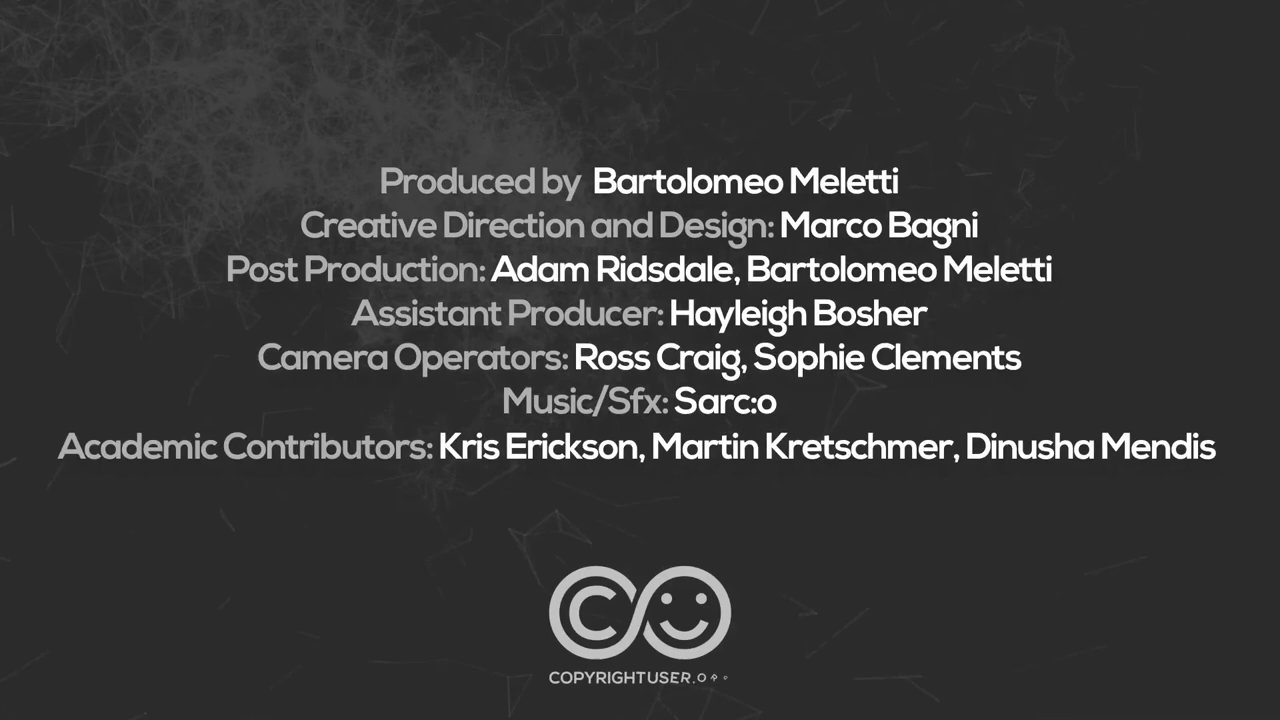 Produced by Bartolomeo Meletti
Creative Direction and Design: Marco Bagni
Post Production: Adam Ridsdale, Bartolomeo Meletti
Assistant Producer: Hayleigh Bosher
Camera Operators: Ross Craig, Sophie Clements
Music/Sfx: Sarc:o
Academic Contributors: Kris Erickson, Martin Kretschmer, Dinusha Mendis
COPYRIGHTUSER.ORG